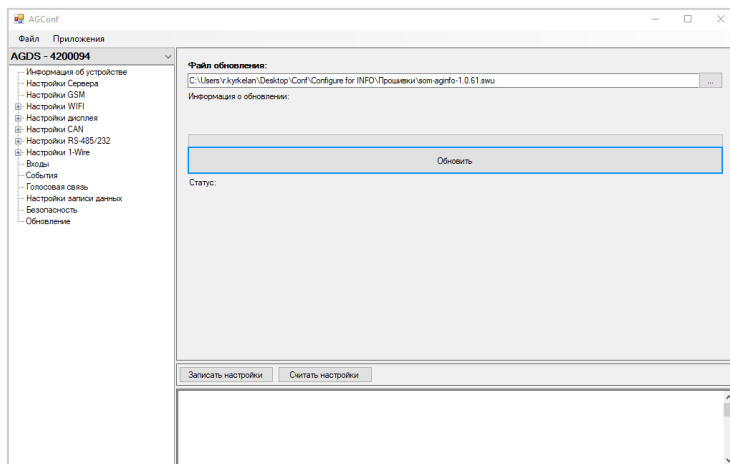 AGConf
Файл Приложения
AGDS - 4200094
Информация об устройстве
Настройки Сервера
Настройки GSM
Настройки WIFI
Настройки дисплея
Настройки CAN
Настройки RS-485/232
Настройки 1-Wire
Входы
События
Голосовая связь
Настройки записи данных
Безопасность
Обновление
Файл обновления:
C:\Users\r.kyrkelan\Desktop\Conf\Configure for INFO\Прошивки\som-aginfo-1.0.61.swu
...
Информация о обновлении:
Обновить
Статус:
Записать настройки Считать настройки